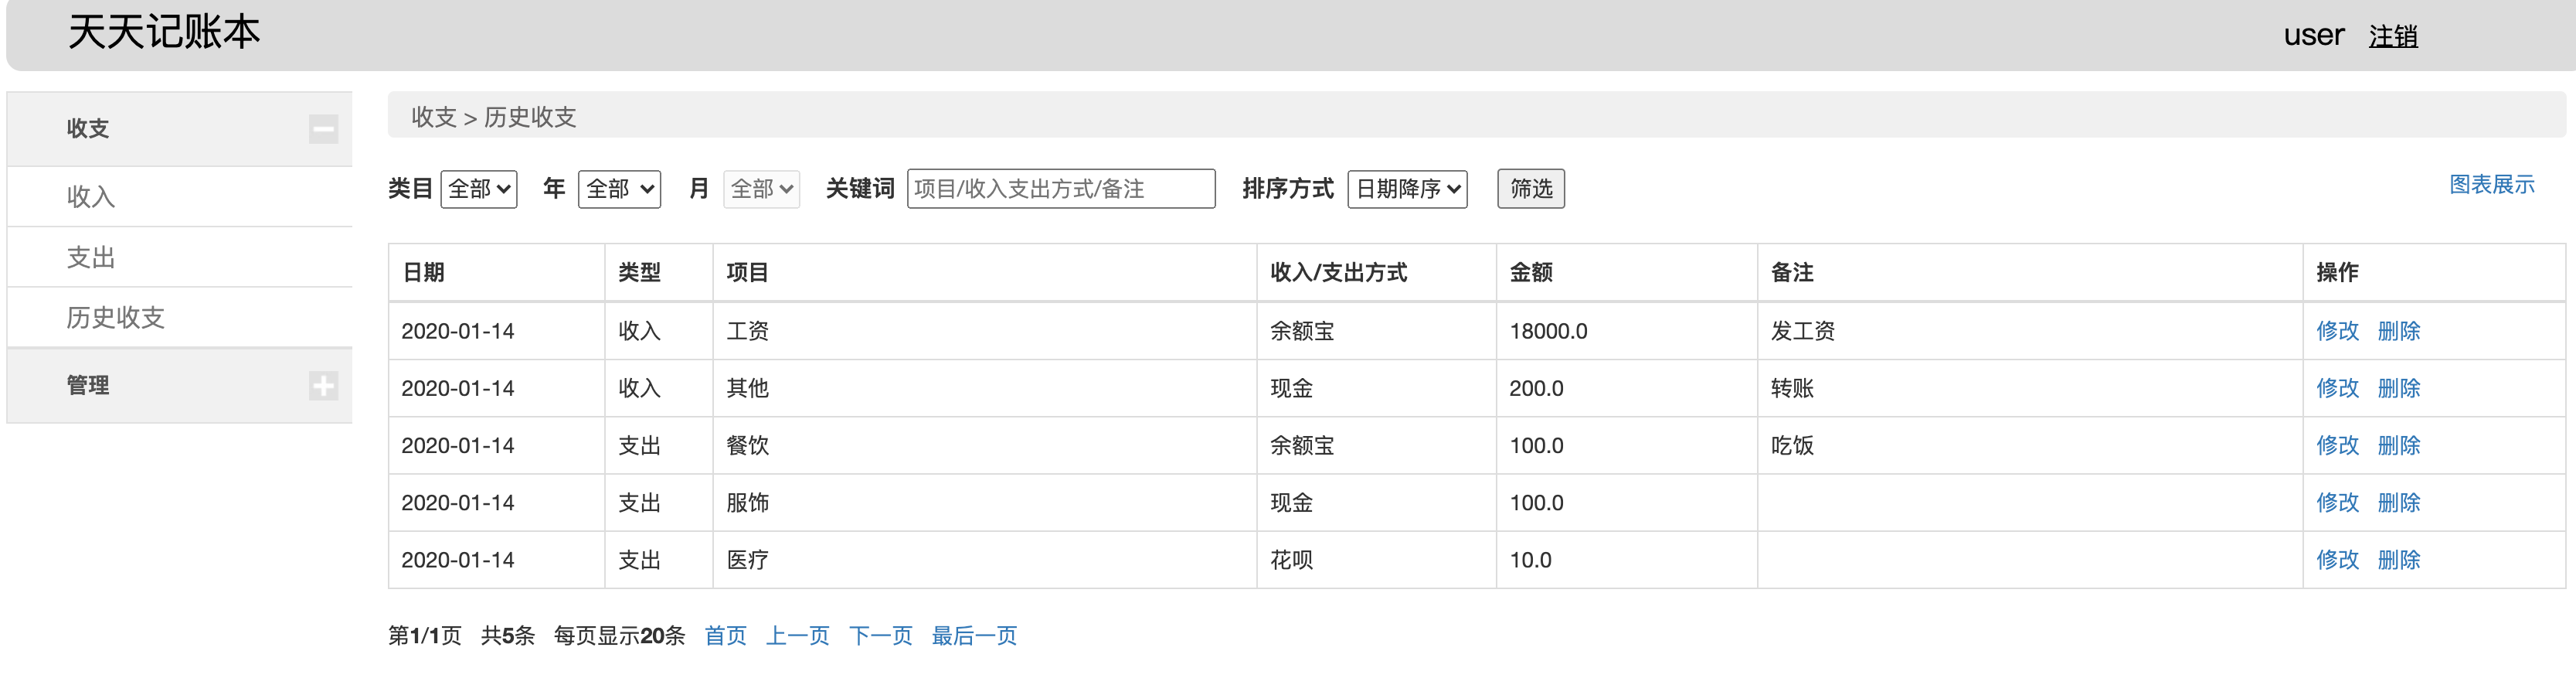 天天记账本
user 注销
收支
收入
支出
历史收支
管理
收支 > 历史收支
类目 全部 年 全部 月 全部 关键词 项目/收入支出方式/备注 排序方式 日期降序 筛选 图表展示
日期 类型 项目 收入/支出方式 金额 备注 操作
2020-01-14 收入 工资 余额宝 18000.0 发工资 修改 删除
2020-01-14 收入 其他 现金 200.0 转账 修改 删除
2020-01-14 支出 餐饮 余额宝 100.0 吃饭 修改 删除
2020-01-14 支出 服饰 现金 100.0 修改 删除
2020-01-14 支出 医疗 花呗 10.0 修改 删除
第1/1页 共5条 每页显示20条 首页 上一页 下一页 最后一页